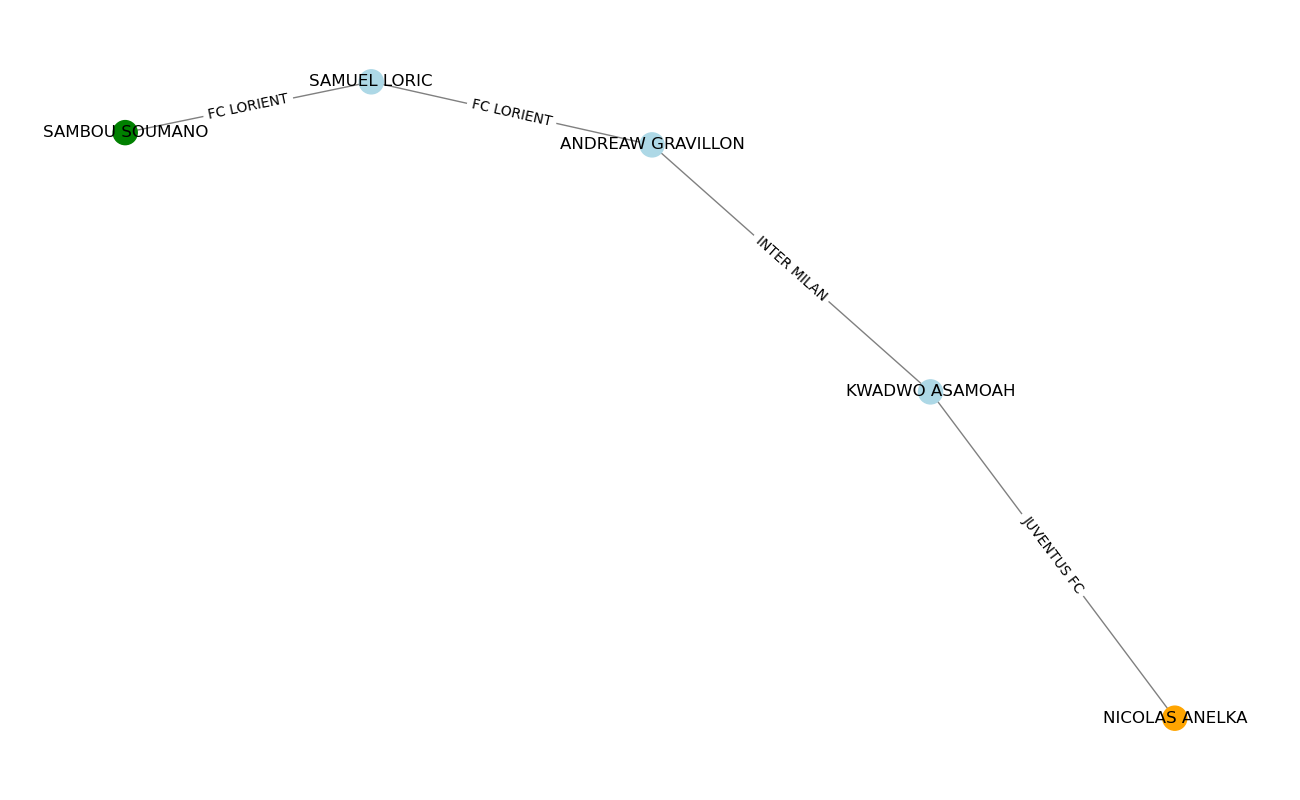 SAMUEL LORIC
FC LORIENT
FC LORIENT
SAMBOU SOUMANO
ANDREAW GRAVILLON
INTER MILAN
KWADWO ASAMOAH
JUVENTUS FC
NICOLAS ANELKA